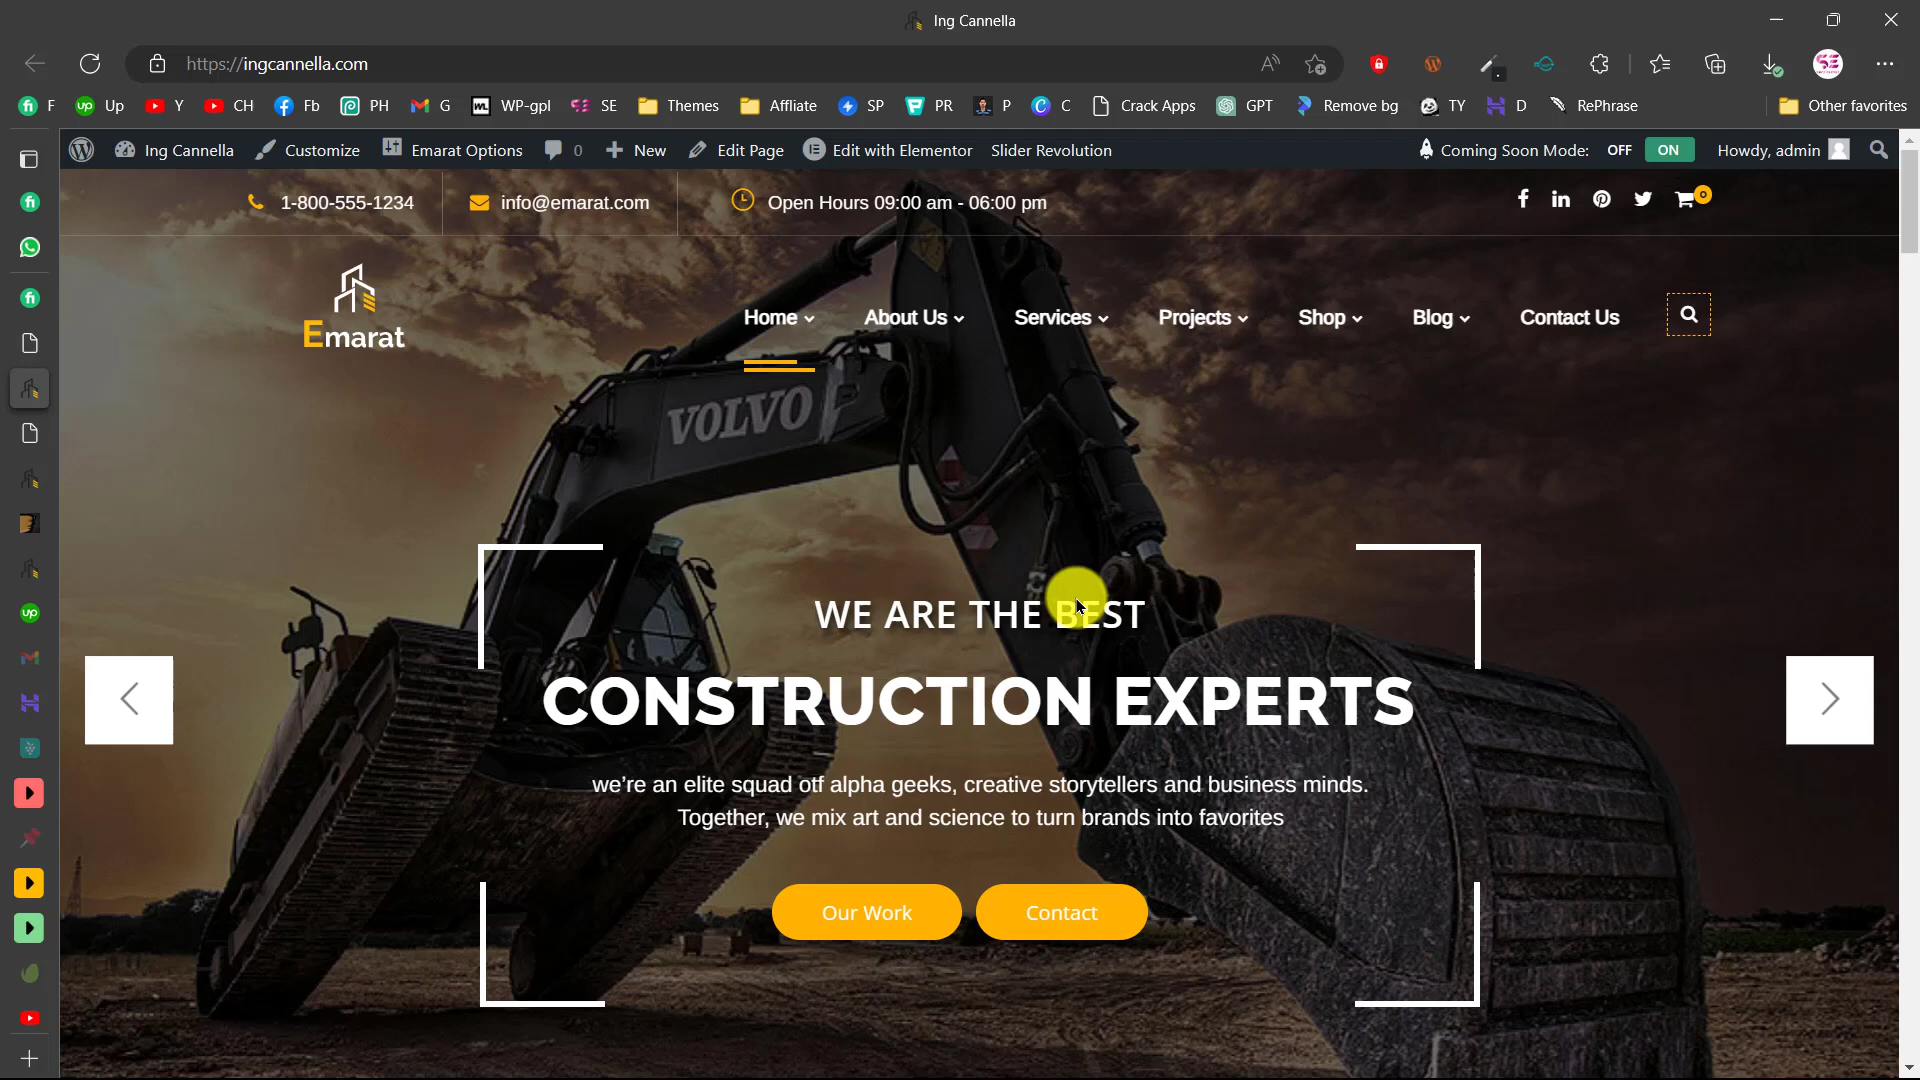 Ing Cannella
https://ingcannella.com
F Up Y CH Fb PH G WP-gpl SE Themes Affliate SP PR P C Crack Apps GPT Remove bg TY D RePhrase Other favorites
Ing Cannella Customize Emarat Options 0 New Edit Page Edit with Elementor Slider Revolution Coming Soon Mode: OFF ON Howdy, admin
1-800-555-1234 info@emarat.com Open Hours 09:00 am - 06:00 pm 0
Emarat
Home About Us Services Projects Shop Blog Contact Us
VOLVO
WE ARE THE BEST
CONSTRUCTION EXPERTS
we're an elite squad otf alpha geeks, creative storytellers and business minds.
Together, we mix art and science to turn brands into favorites
Our Work Contact